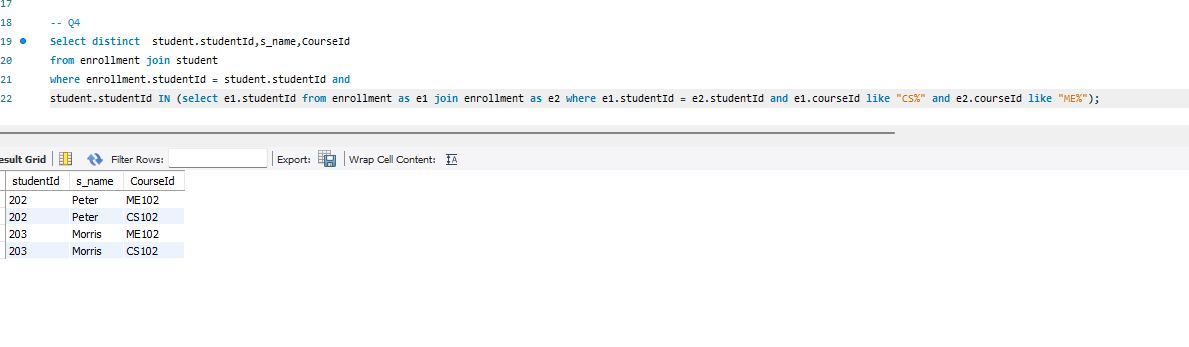 17
18 -- Q4
19 Select distinct student.studentId,s_name,CourseId
20 from enrollment join student
21 where enrollment.studentId = student.studentId and
22 student.studentId IN (select e1.studentId from enrollment as e1 join enrollment as e2 where e1.studentId = e2.studentId and e1.courseId like "CS%" and e2.courseId like "ME%");
esult Grid Filter Rows: Export: Wrap Cell Content: IA
studentId s_name CourseId
202 Peter ME102
202 Peter CS102
203 Morris ME102
203 Morris CS102